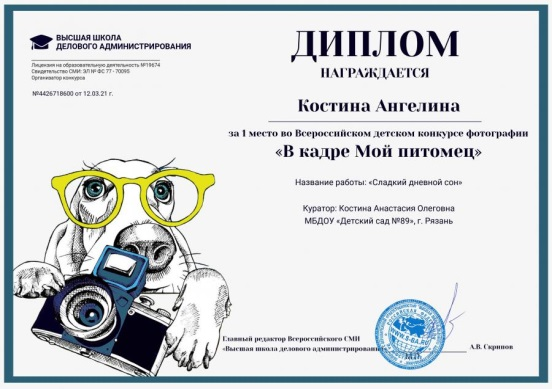 ВЫСШАЯ ШКОЛА
ДЕЛОВОГО АДМИНИСТРИРОВАНИЯ
Лицензия на образовательную деятельность №19674
Свидетельство СМИ: ЭЛ № ФС 77 - 70095
Организатор конкурса
№4426718600 от 12.03.21 г.
ДИПЛОМ
НАГРАЖДАЕТСЯ
Костина Ангелина
за 1 место во Всероссийском детском конкурсе фотографии
«В кадре Мой питомец»
Название работы: «Сладкий дневной сон»
Куратор: Костина Анастасия Олеговна
МБДОУ «Детский сад №89», г. Рязань
Главный редактор Всероссийского СМИ
«Высшая школа делового администрирования
А.В. Скрипов
WWW.S-BA.RU
М.П.